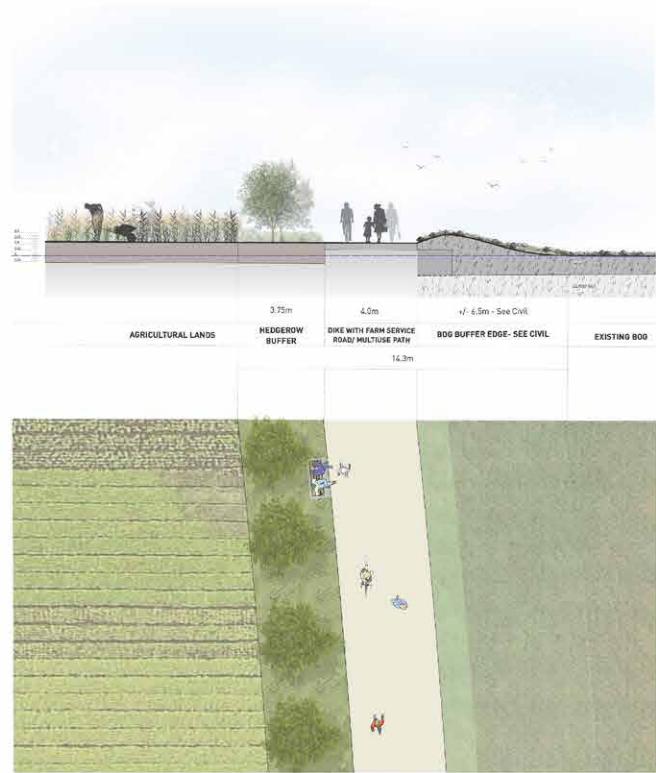 3.75m
4.0m
+/- 6.5m - See Civil
AGRICULTURAL LANDS
HEDGEROW
BUFFER
DIKE WITH FARM SERVICE
ROAD/ MULTIUSE PATH
BOG BUFFER EDGE- SEE CIVIL
EXISTING BOG
14.3m